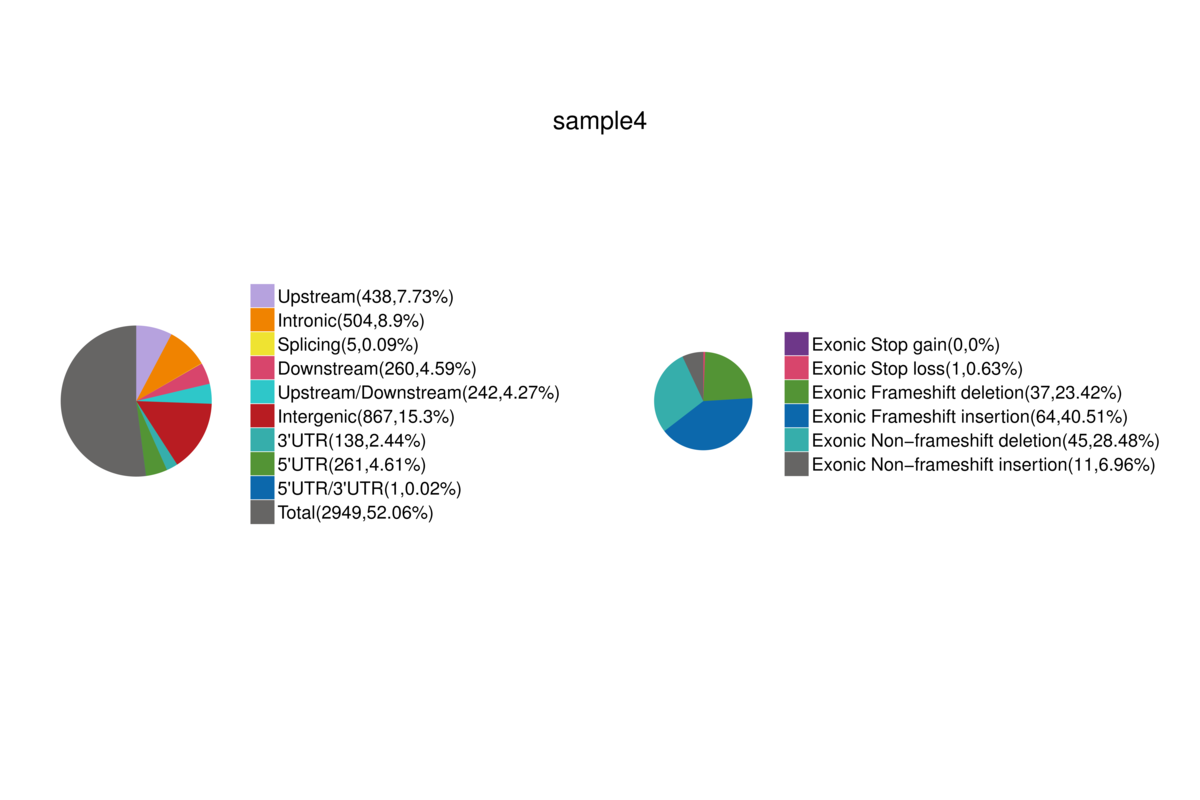 sample4
Upstream(438,7.73%)
Intronic(504,8.9%)
Splicing(5,0.09%)
Downstream(260,4.59%)
Upstream/Downstream(242,4.27%)
Intergenic(867,15.3%)
3'UTR(138,2.44%)
5'UTR(261,4.61%)
5'UTR/3'UTR(1,0.02%)
Total(2949,52.06%)
Exonic Stop gain(0,0%)
Exonic Stop loss(1,0.63%)
Exonic Frameshift deletion(37,23.42%)
Exonic Frameshift insertion(64,40.51%)
Exonic Non−frameshift deletion(45,28.48%)
Exonic Non−frameshift insertion(11,6.96%)